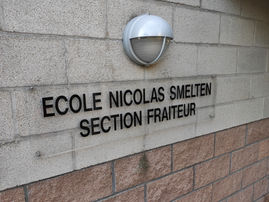 ECOLE NICOLAS SMELTEN
SECTION FRAITEUR